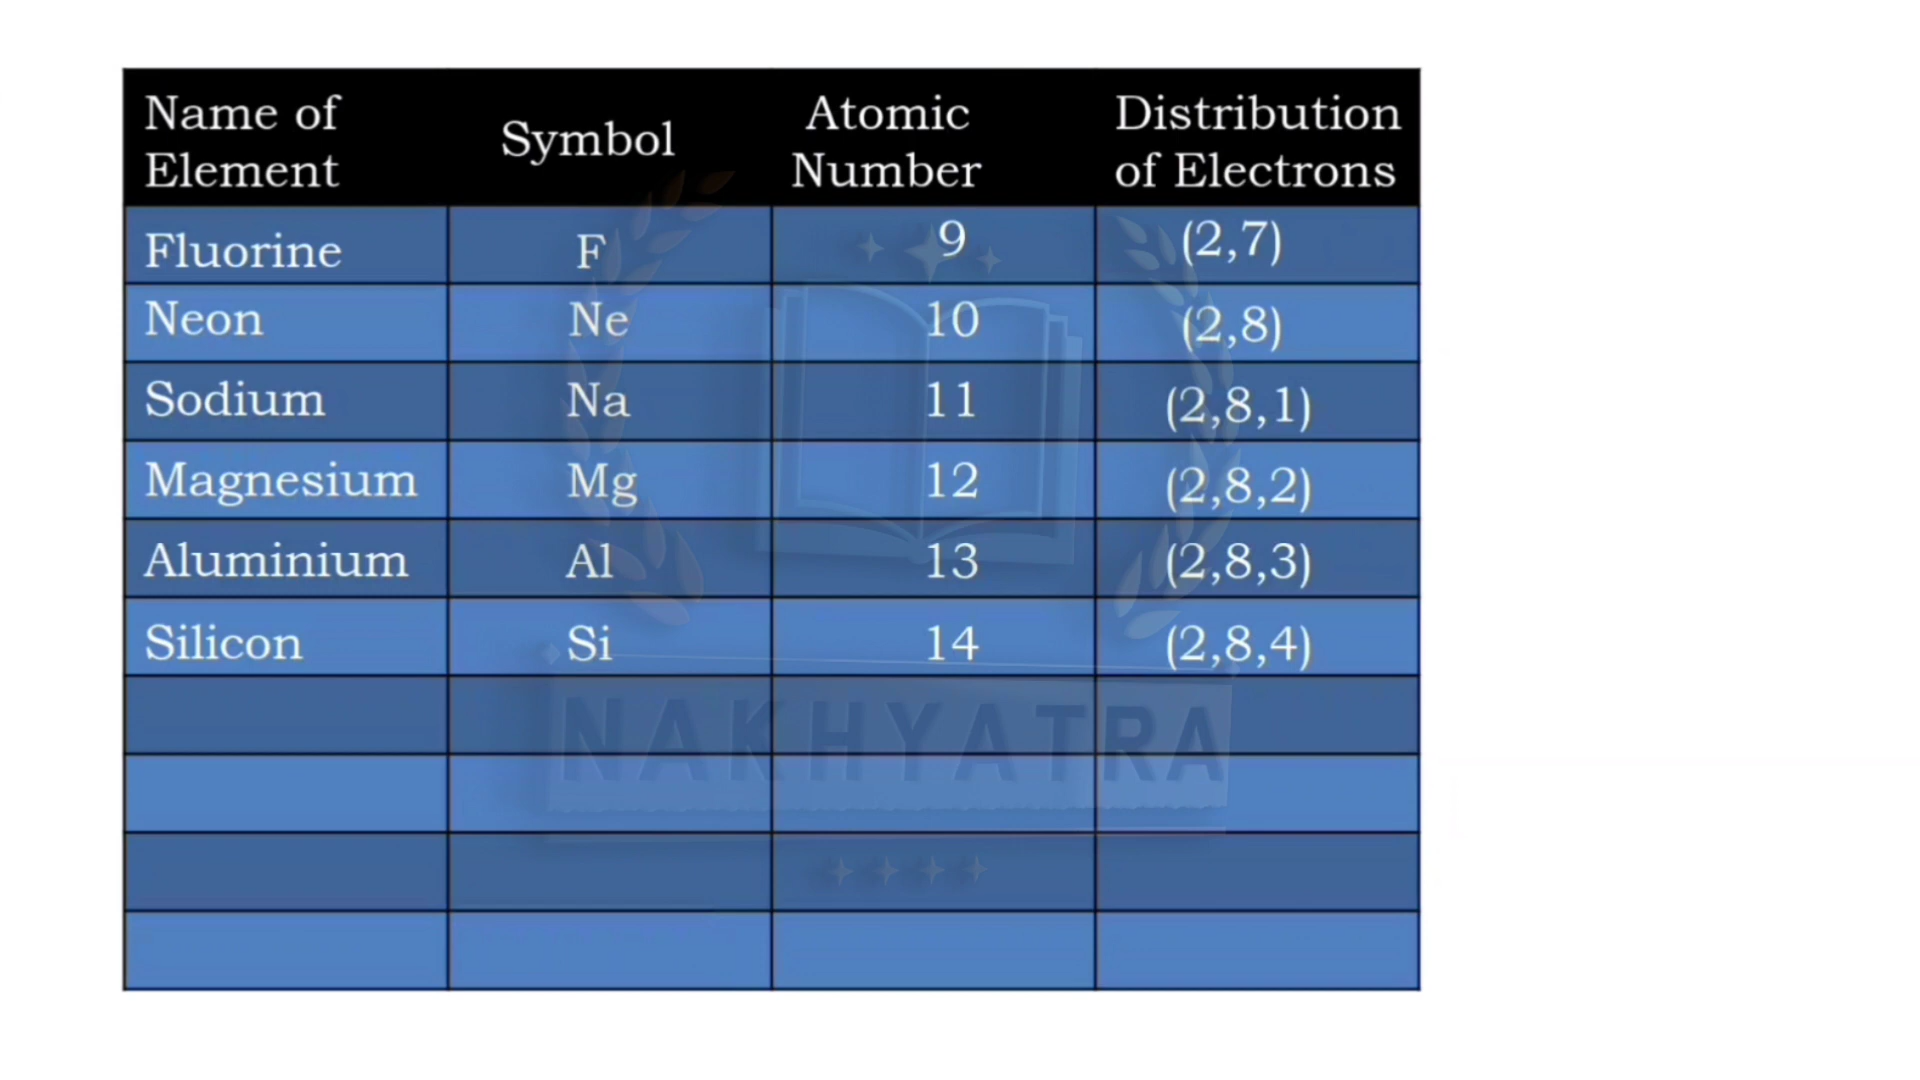 Name of Element Symbol Atomic Number Distribution of Electrons
Fluorine F 9 (2,7)
Neon Ne 10 (2,8)
Sodium Na 11 (2,8,1)
Magnesium Mg 12 (2,8,2)
Aluminium Al 13 (2,8,3)
Silicon Si 14 (2,8,4)
NAKHYATRA